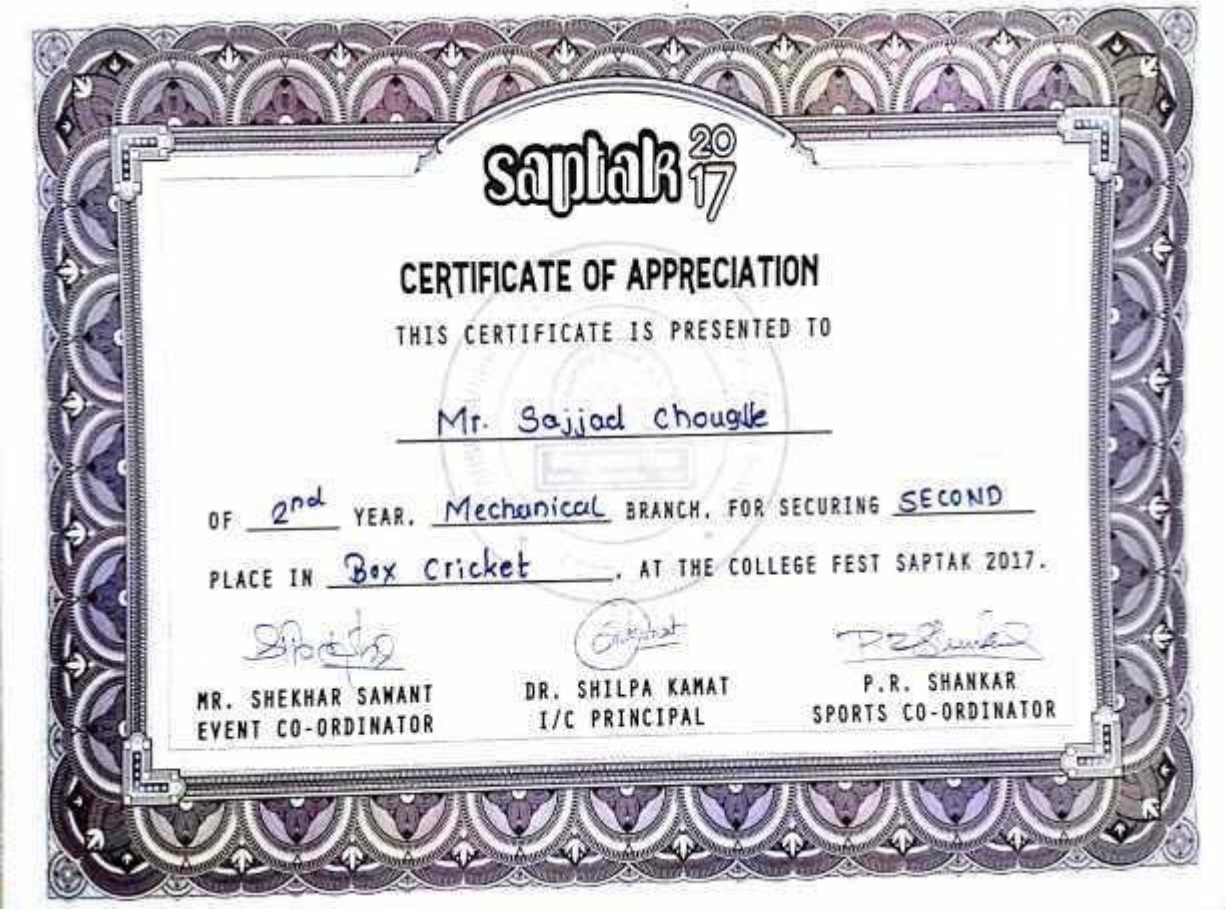 saptak 2017
CERTIFICATE OF APPRECIATION
THIS CERTIFICATE IS PRESENTED TO
Mr. Sajjad Chougle
OF 2nd YEAR, Mechanical BRANCH, FOR SECURING SECOND
PLACE IN Box Cricket, AT THE COLLEGE FEST SAPTAK 2017.
MR. SHEKHAR SAWANT DR. SHILPA KAMAT P.R. SHANKAR
EVENT CO-ORDINATOR I/C PRINCIPAL SPORTS CO-ORDINATOR